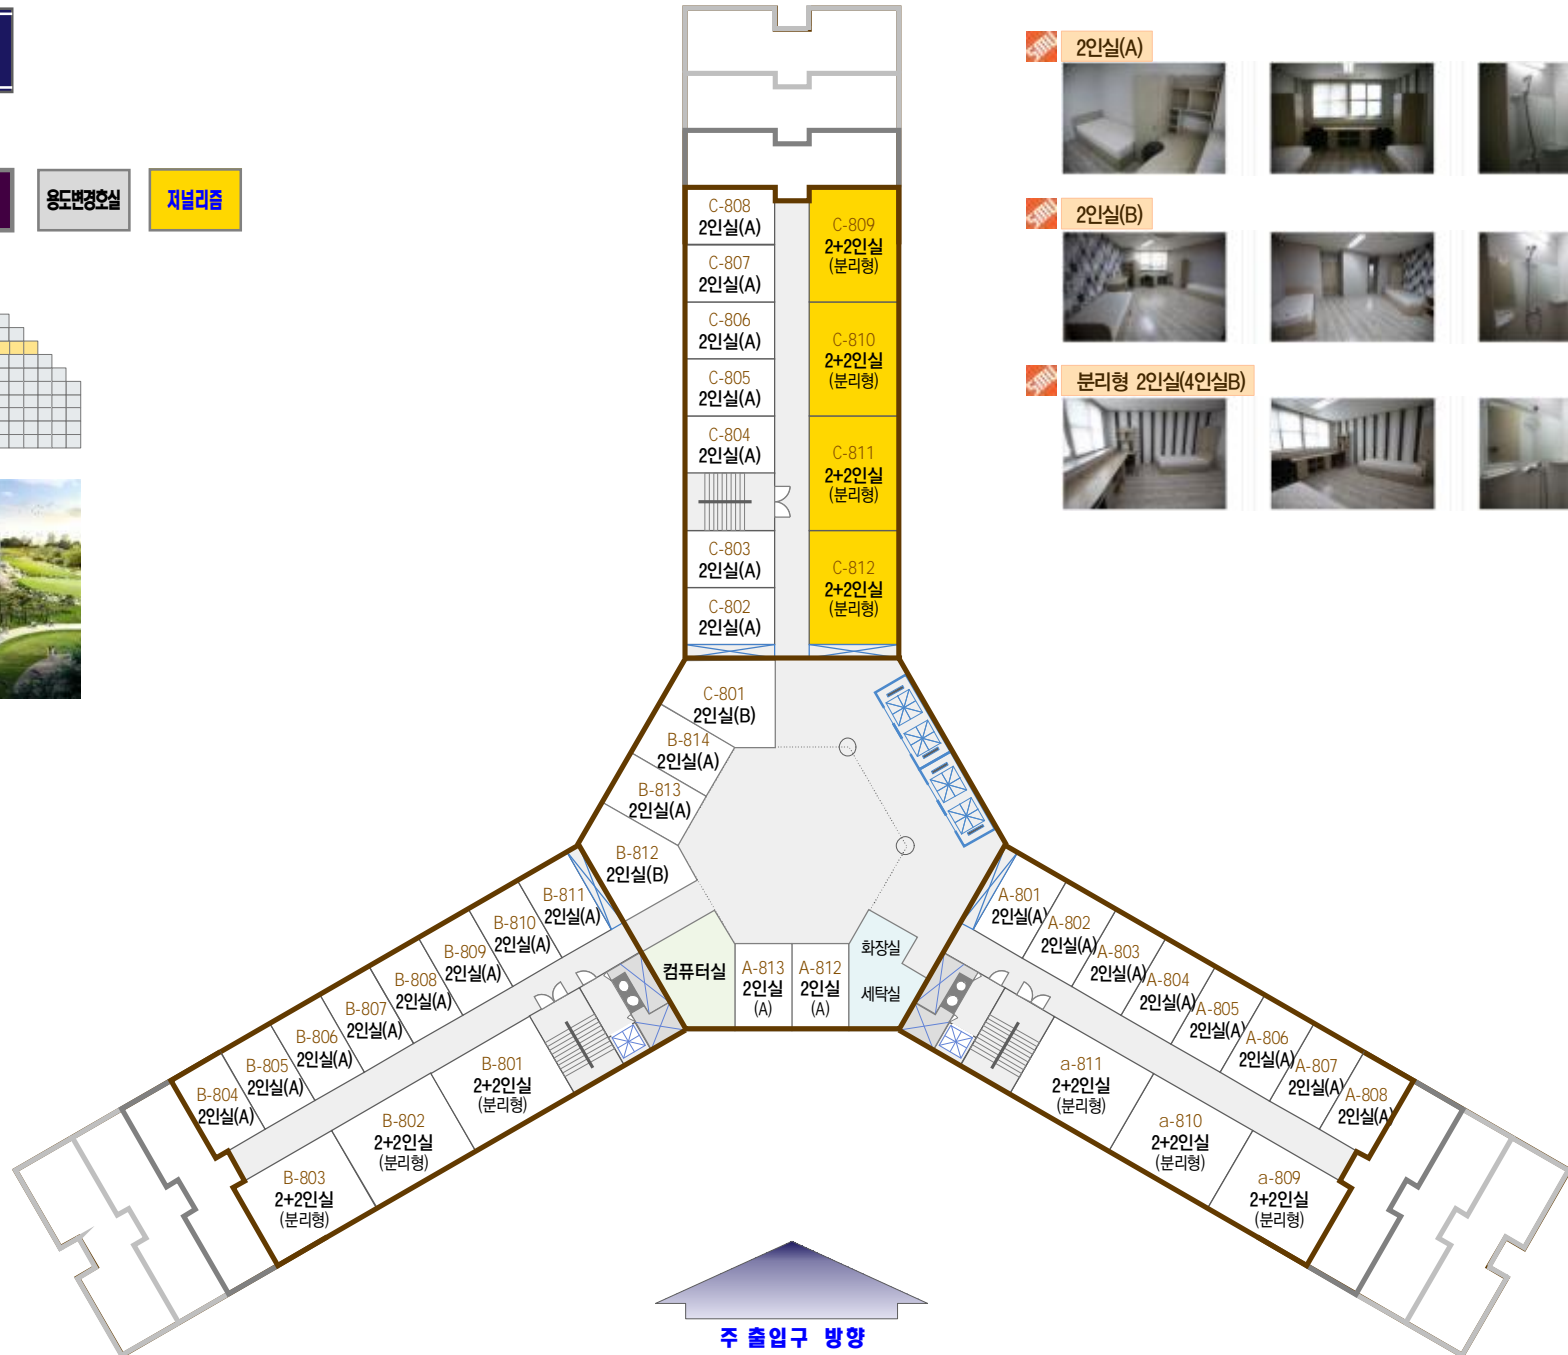 용도변경호실
저널리즘
2인실(A)
2인실(B)
분리형 2인실(4인실B)
C-808
2인실(A)
C-807
2인실(A)
C-806
2인실(A)
C-805
2인실(A)
C-804
2인실(A)
C-803
2인실(A)
C-802
2인실(A)
C-809
2+2인실
(분리형)
C-810
2+2인실
(분리형)
C-811
2+2인실
(분리형)
C-812
2+2인실
(분리형)
C-801
2인실(B)
B-814
2인실(A)
B-813
2인실(A)
B-812
2인실(B)
B-811
2인실(A)
B-810
2인실(A)
B-809
2인실(A)
B-808
2인실(A)
B-807
2인실(A)
B-806
2인실(A)
B-805
2인실(A)
B-804
2인실(A)
B-801
2+2인실
(분리형)
B-802
2+2인실
(분리형)
B-803
2+2인실
(분리형)
컴퓨터실
A-813
2인실
(A)
A-812
2인실
(A)
화장실
세탁실
A-801
2인실(A)
A-802
2인실(A)
A-803
2인실(A)
A-804
2인실(A)
A-805
2인실(A)
A-806
2인실(A)
A-807
2인실(A)
A-808
2인실(A)
a-811
2+2인실
(분리형)
a-810
2+2인실
(분리형)
a-809
2+2인실
(분리형)
주 출입구 방향